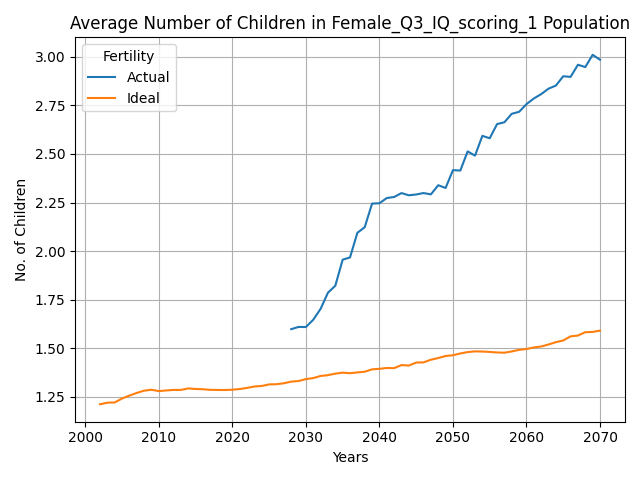 Average Number of Children in Female_Q3_IQ_scoring_1 Population
Fertility
Actual
Ideal
3.00
2.75
2.50
2.25
2.00
1.75
1.50
1.25
No. of Children
2000 2010 2020 2030 2040 2050 2060 2070
Years